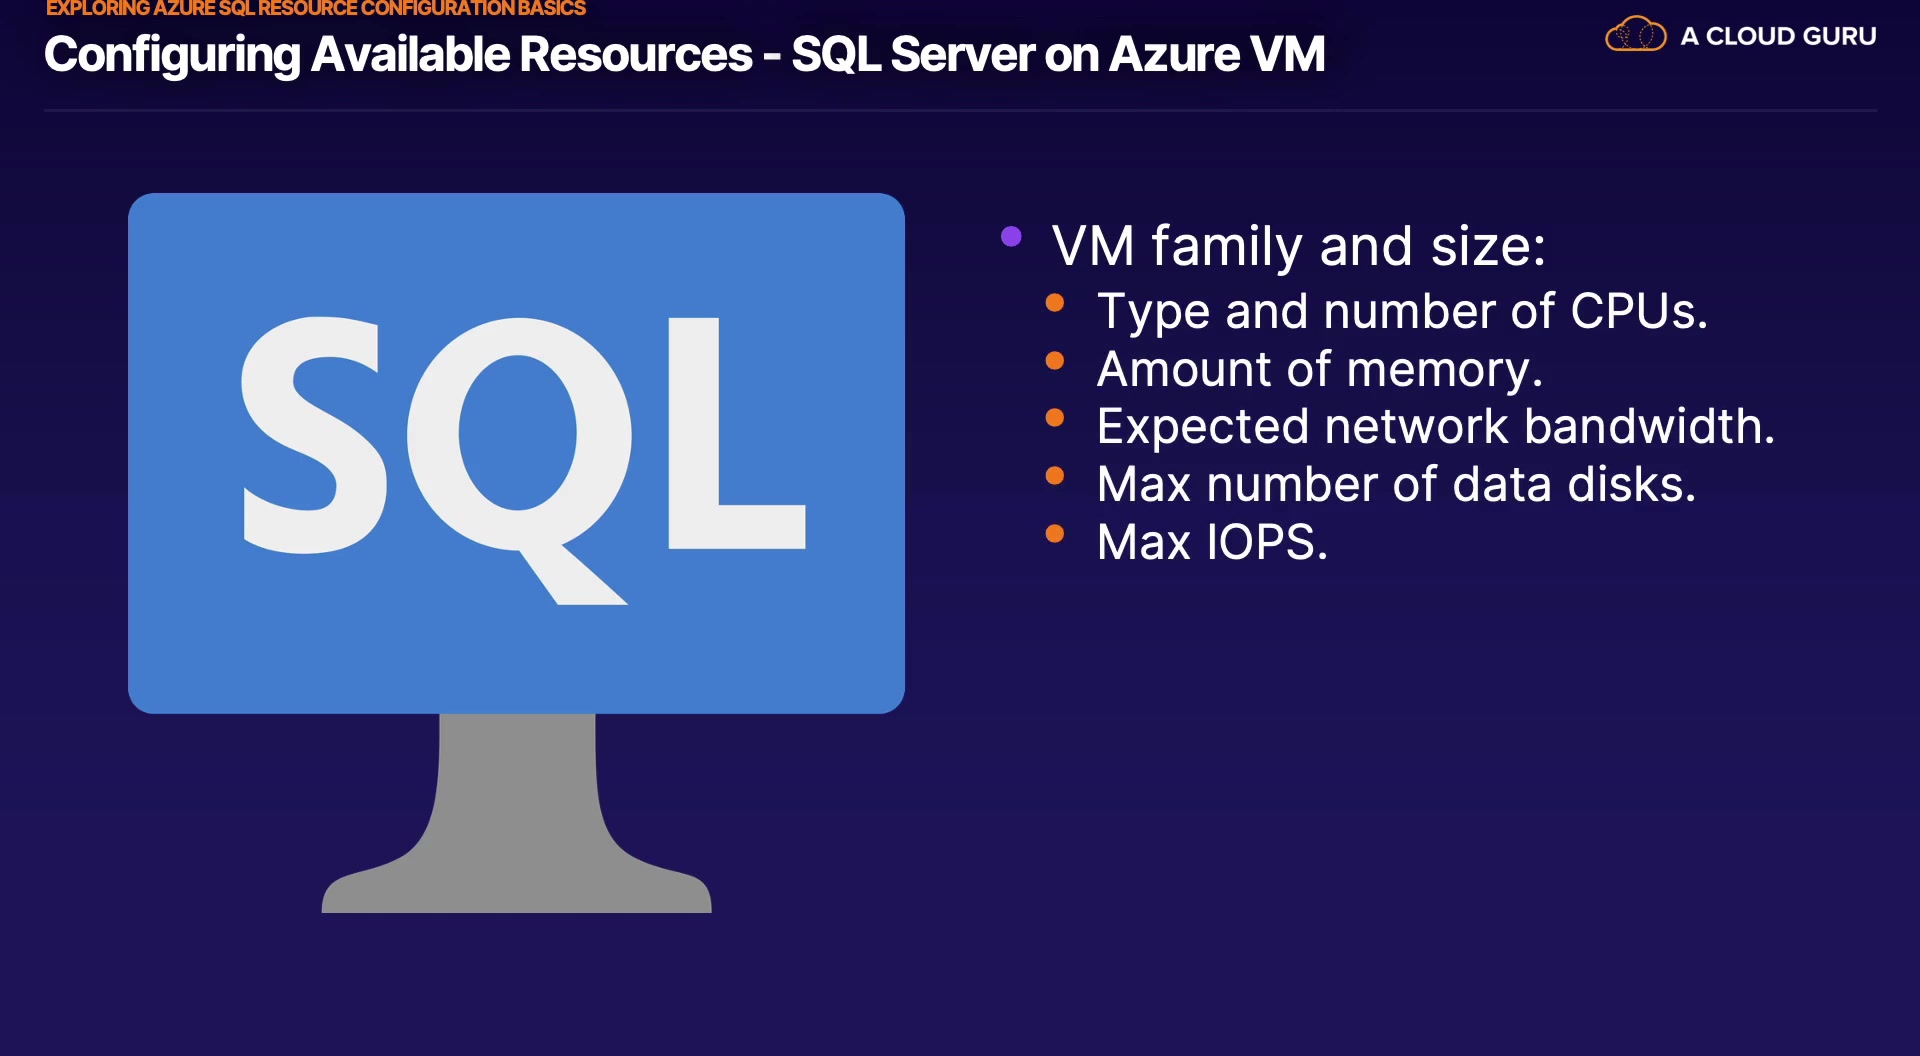 EXPLORING AZURE SQL RESOURCE CONFIGURATION BASICS
Configuring Available Resources - SQL Server on Azure VM
A CLOUD GURU
SQL
VM family and size:
Type and number of CPUs.
Amount of memory.
Expected network bandwidth.
Max number of data disks.
Max IOPS.